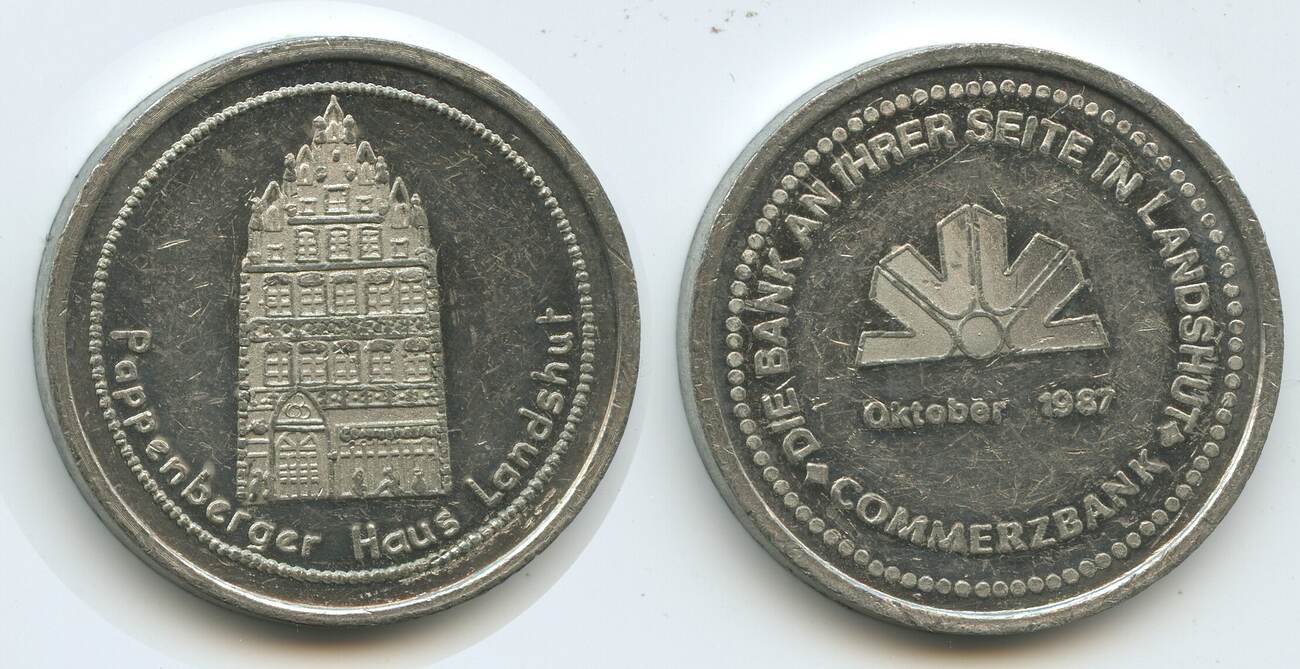 Pappenberger Haus Landshut
DIE BANK AN IHRER SEITE IN LANDSHUT
Oktober 1987
COMMERZBANK